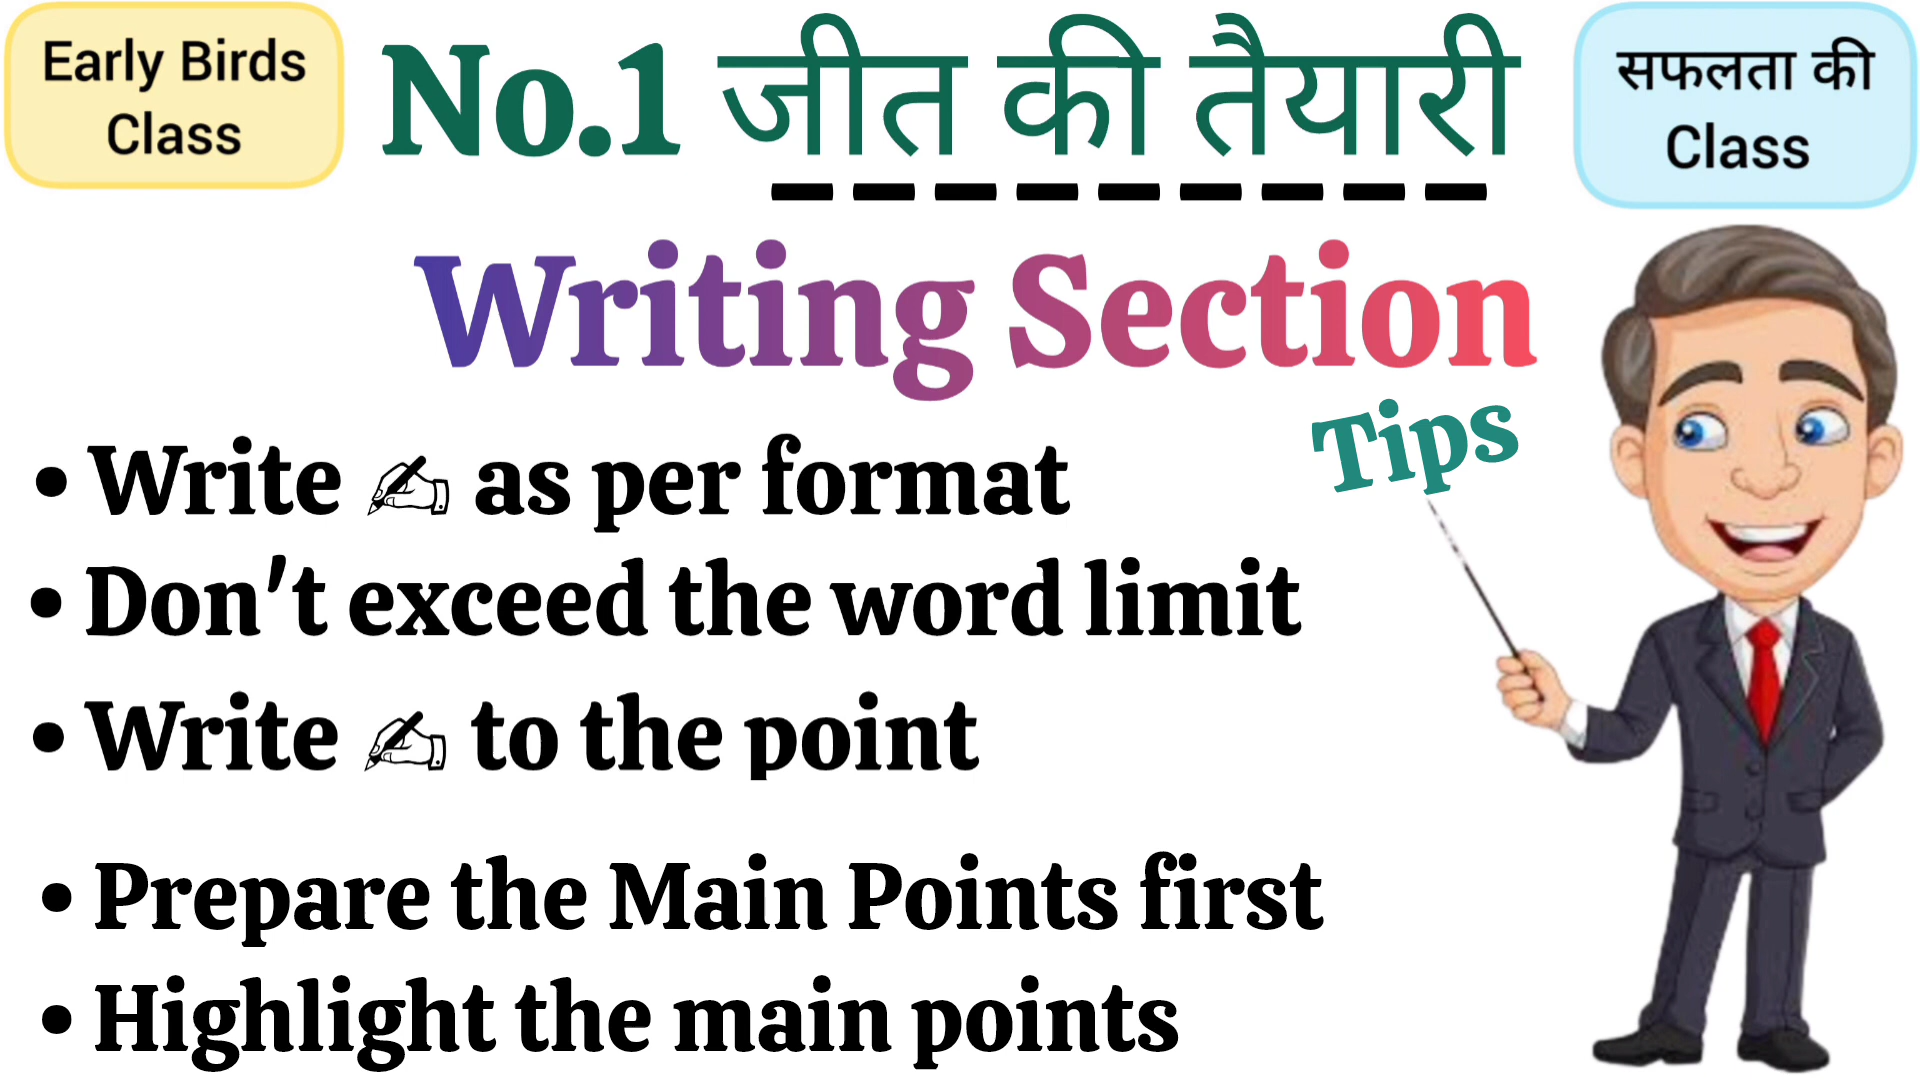 Early Birds
Class
No.1 जीत की तैयारी
सफलता की
Class
Writing Section
Tips
• Write ✍ as per format
• Don't exceed the word limit
• Write ✍ to the point
• Prepare the Main Points first
• Highlight the main points